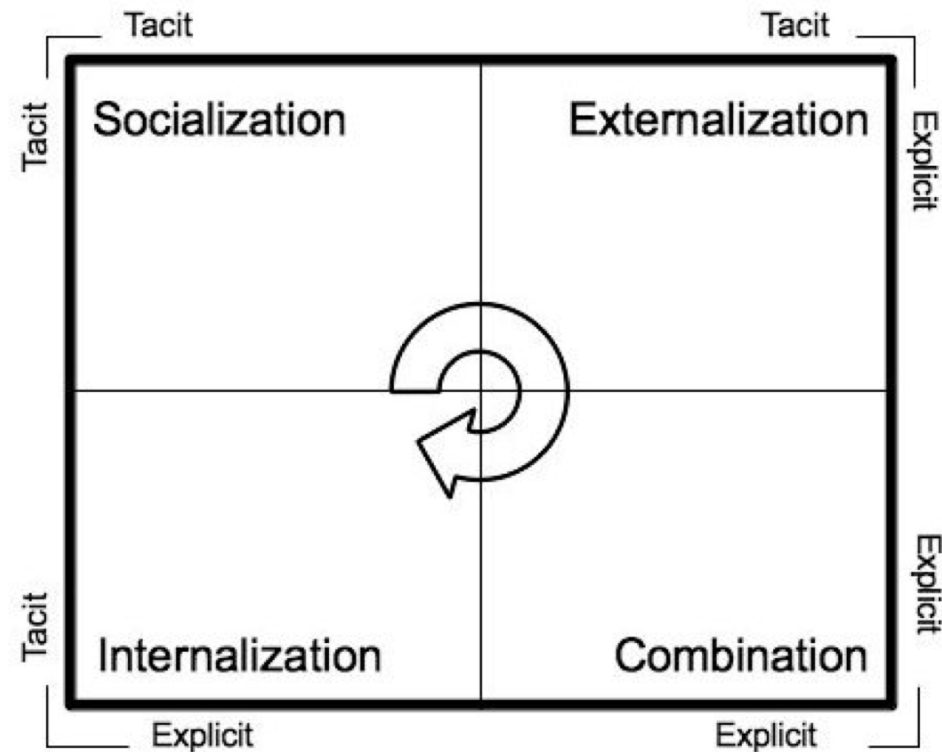 Tacit
Tacit
Tacit
Socialization
Externalization
Explicit
Tacit
Internalization
Combination
Explicit
Explicit
Explicit